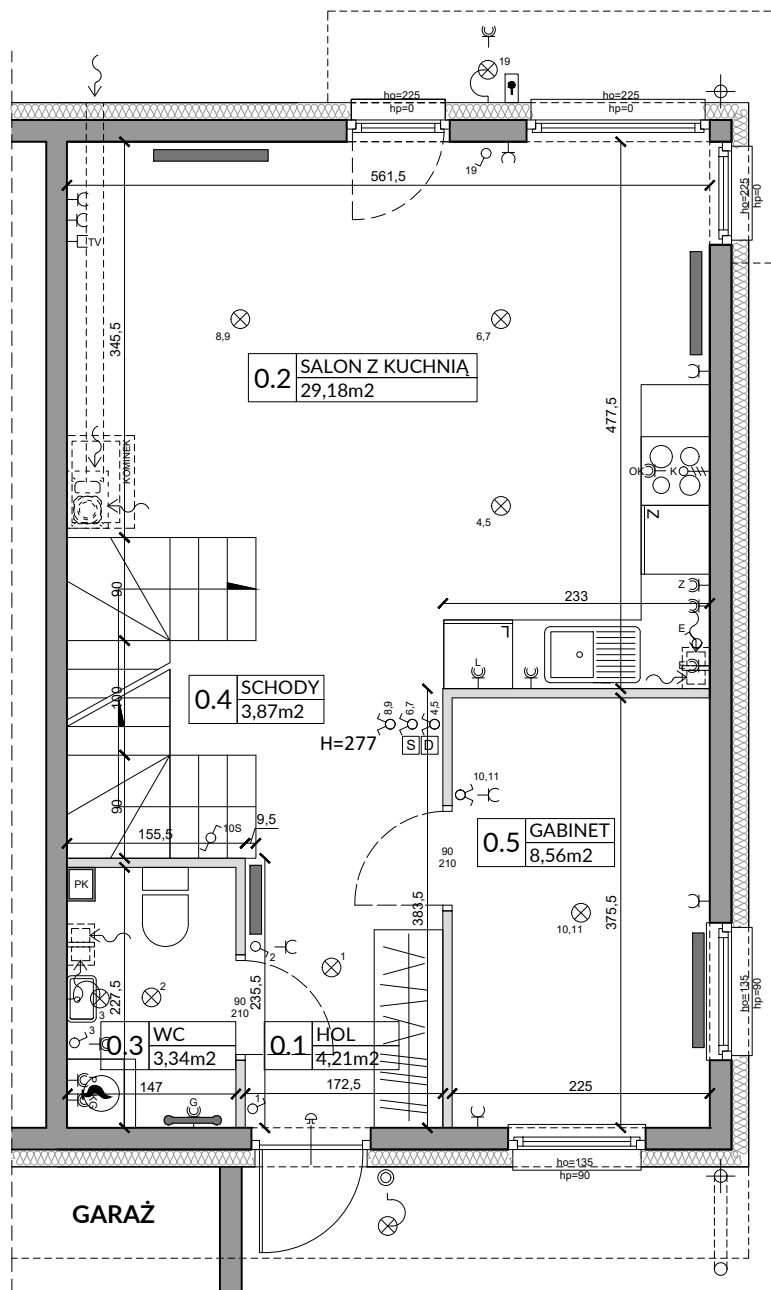 19
ho=225
hp=0
ho=225
hp=0
19
561,5
ho=225
hp=0
TV
8,9
6,7
345,5
0.2 SALON Z KUCHNIĄ
29,18m2
477,5
KOMINEK
OK
K
4,5
Z
90
233
Z
E
E
L
100
0.4 SCHODY
3,87m2
8,9
6,7
4,5
H=277
S D
10,11
90
155,5
10S
9,5
0.5 GABINET
8,56m2
90
210
PK
383,5
375,5
10,11
2
1
227,5
2
3
235,5
90
210
ho=135
hp=90
3
0.3 WC
3,34m2
0.1 HOL
4,21m2
147
172,5
225
G
1
ho=135
hp=90
GARAŻ